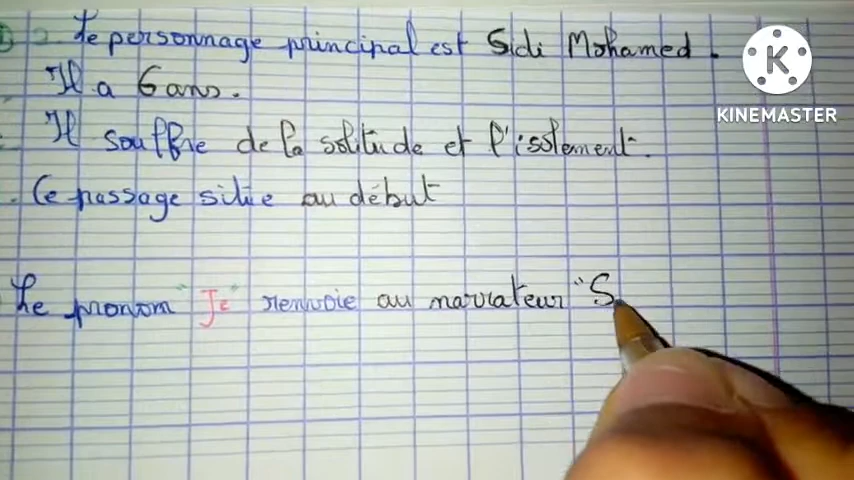 Le personnage principal est Sidi Mohamed.
Il a 6 ans.
Il souffre de la solitude et l'isolement.
Ce passage sitie au début
Le pronom "Je" renvoie au narrateur "S
K
KINEMASTER